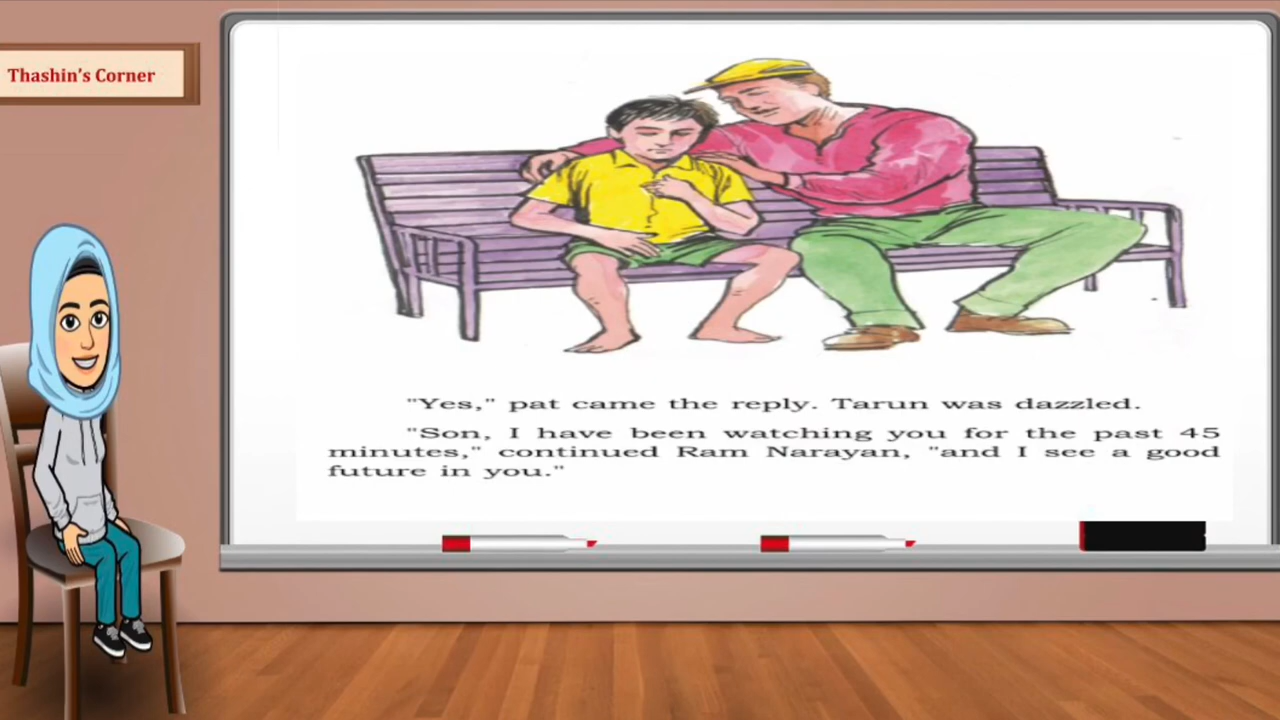 Thashin's Corner
"Yes," pat came the reply. Tarun was dazzled.
"Son, I have been watching you for the past 45
minutes," continued Ram Narayan, "and I see a good
future in you."